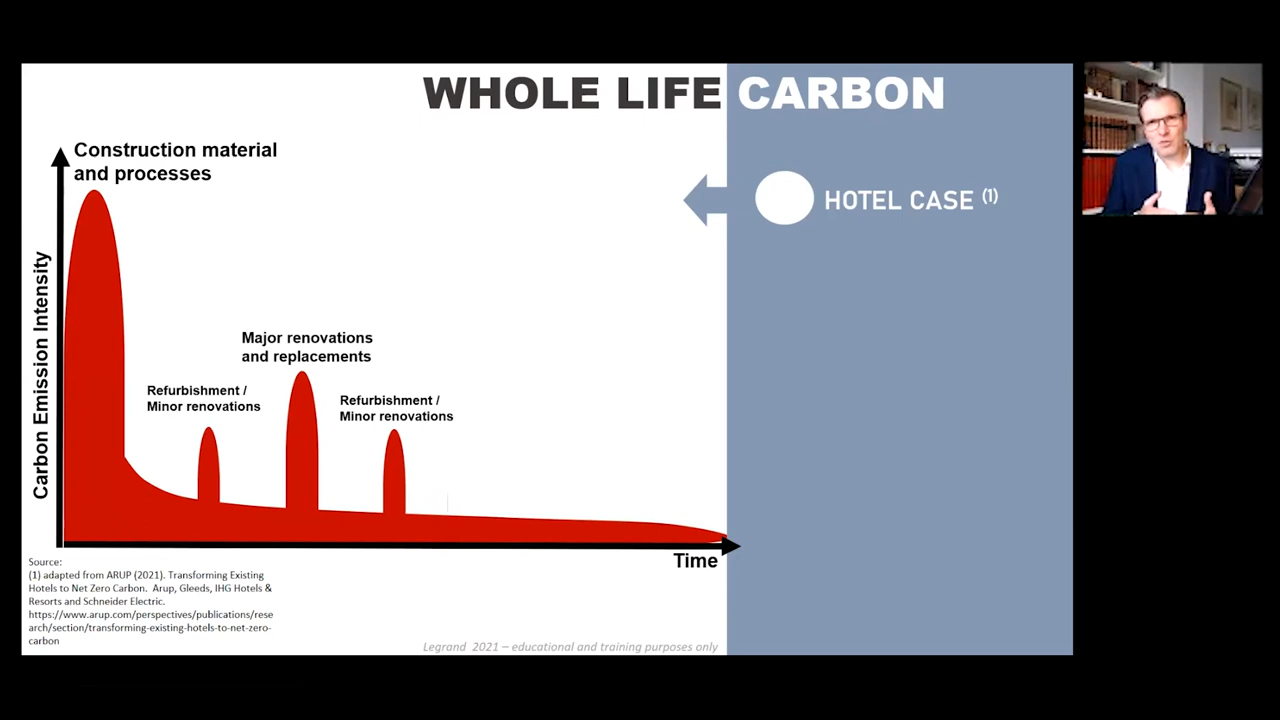 WHOLE LIFE CARBON
HOTEL CASE (1)
Construction material
and processes
Carbon Emission Intensity
Major renovations
and replacements
Refurbishment /
Minor renovations
Refurbishment /
Minor renovations
Time
Source:
(1) adapted from ARUP (2021). Transforming Existing
Hotels to Net Zero Carbon. Arup, Gleeds, IHG Hotels &
Resorts and Schneider Electric.
https://www.arup.com/perspectives/publications/rese
arch/section/transforming-existing-hotels-to-net-zero-
carbon
Legrand 2021 – educational and training purposes only